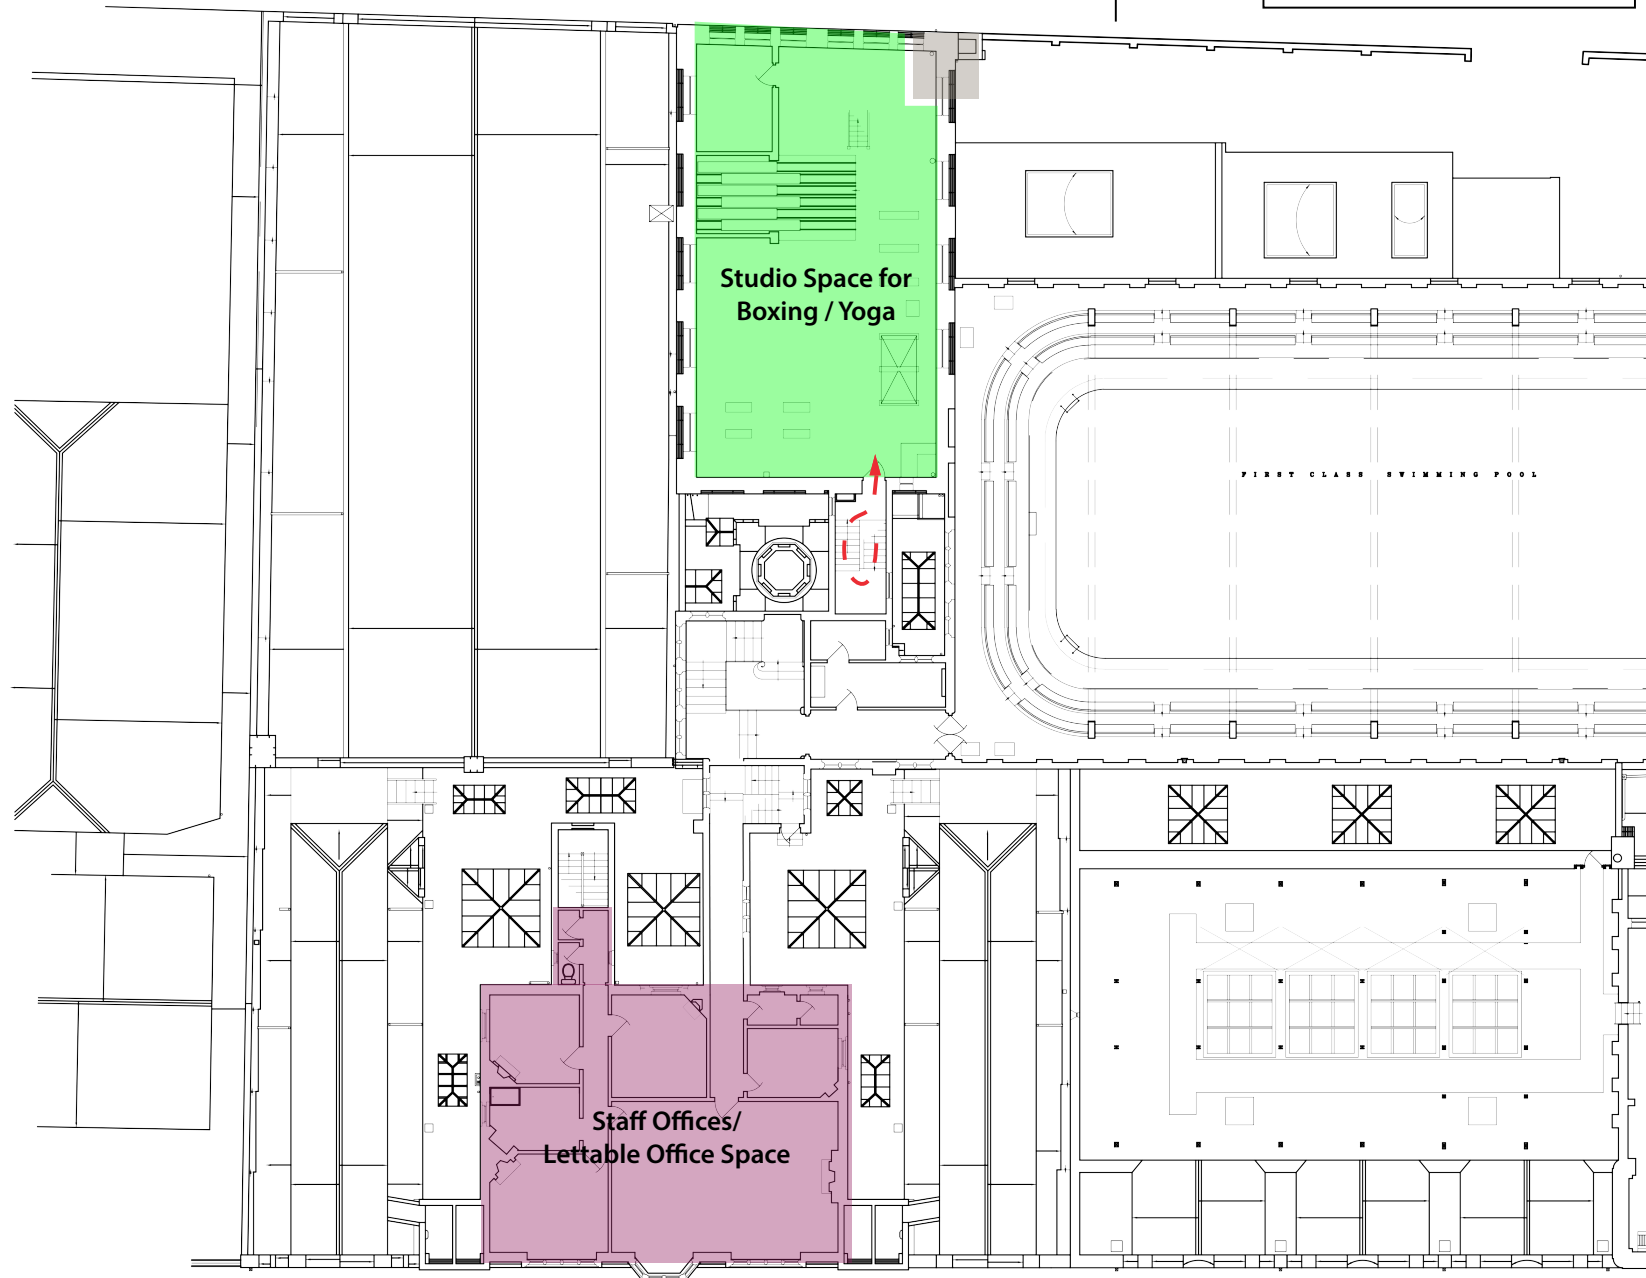 Studio Space for
Boxing / Yoga
FIRST CLASS SWIMMING POOL
Staff Offices/
Lettable Office Space